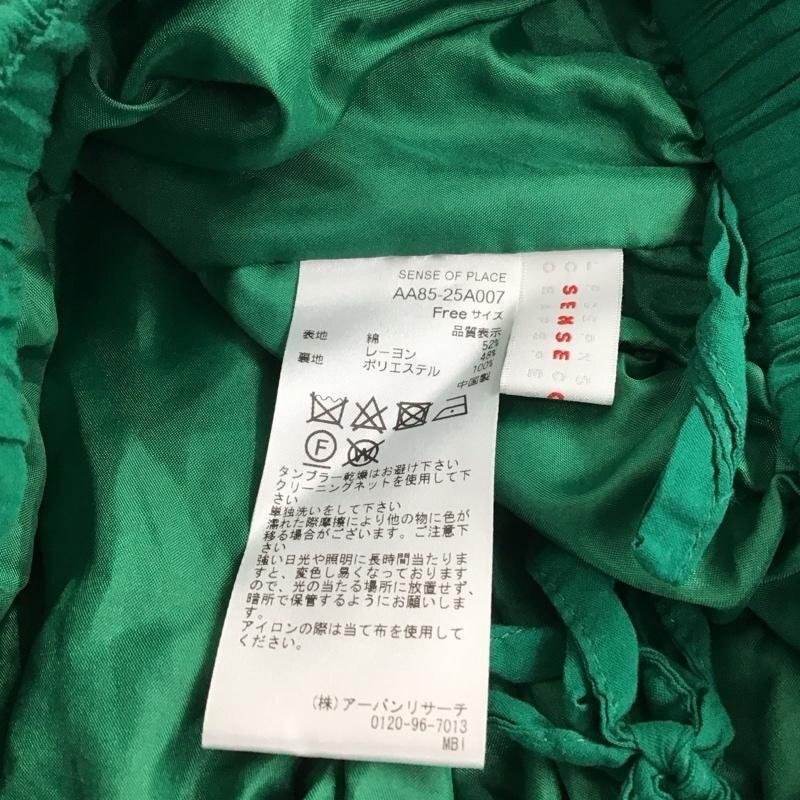 SENSE OF PLACE
AA85-25A007
Freeサイズ
品質表示
表地 綿 52%
レーヨン 48%
裏地 ポリエステル 100%
中国製
F
W
タンブラー乾燥はお避け下さい
クリーニングネットを使用して下
さい
単独洗いをして下さい
濡れた際摩擦により他の物に色が
移る場合がございます。ご注意下
さい
強い日光や照明に長時間当たりま
すと、変色し易くなっております
ので、光の当たる場所に放置せず、
暗所で保管するようにお願いしま
す。
アイロンの際は当て布を使用して
ください。
(株)アーバンリサーチ
0120-96-7013
MBI
SENSE